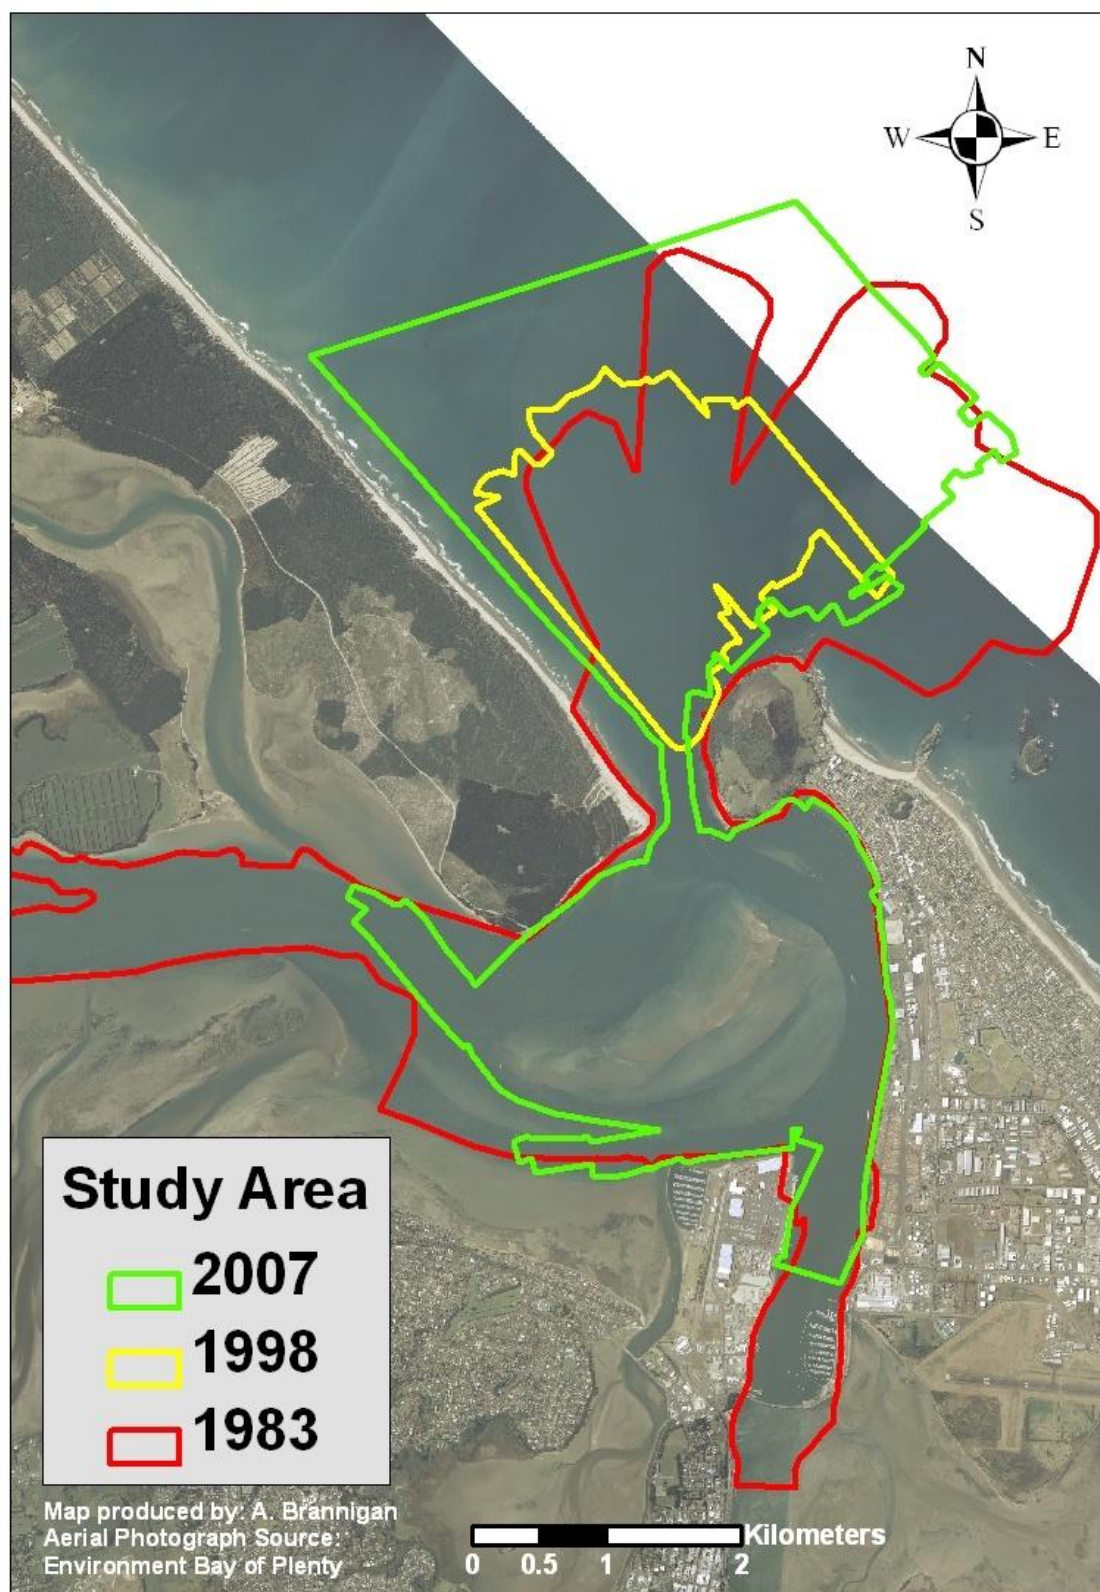 N
W E
S
Study Area
2007
1998
1983
Map produced by: A. Brannigan
Aerial Photograph Source:
Environment Bay of Plenty
Kilometers
0 0.5 1 2